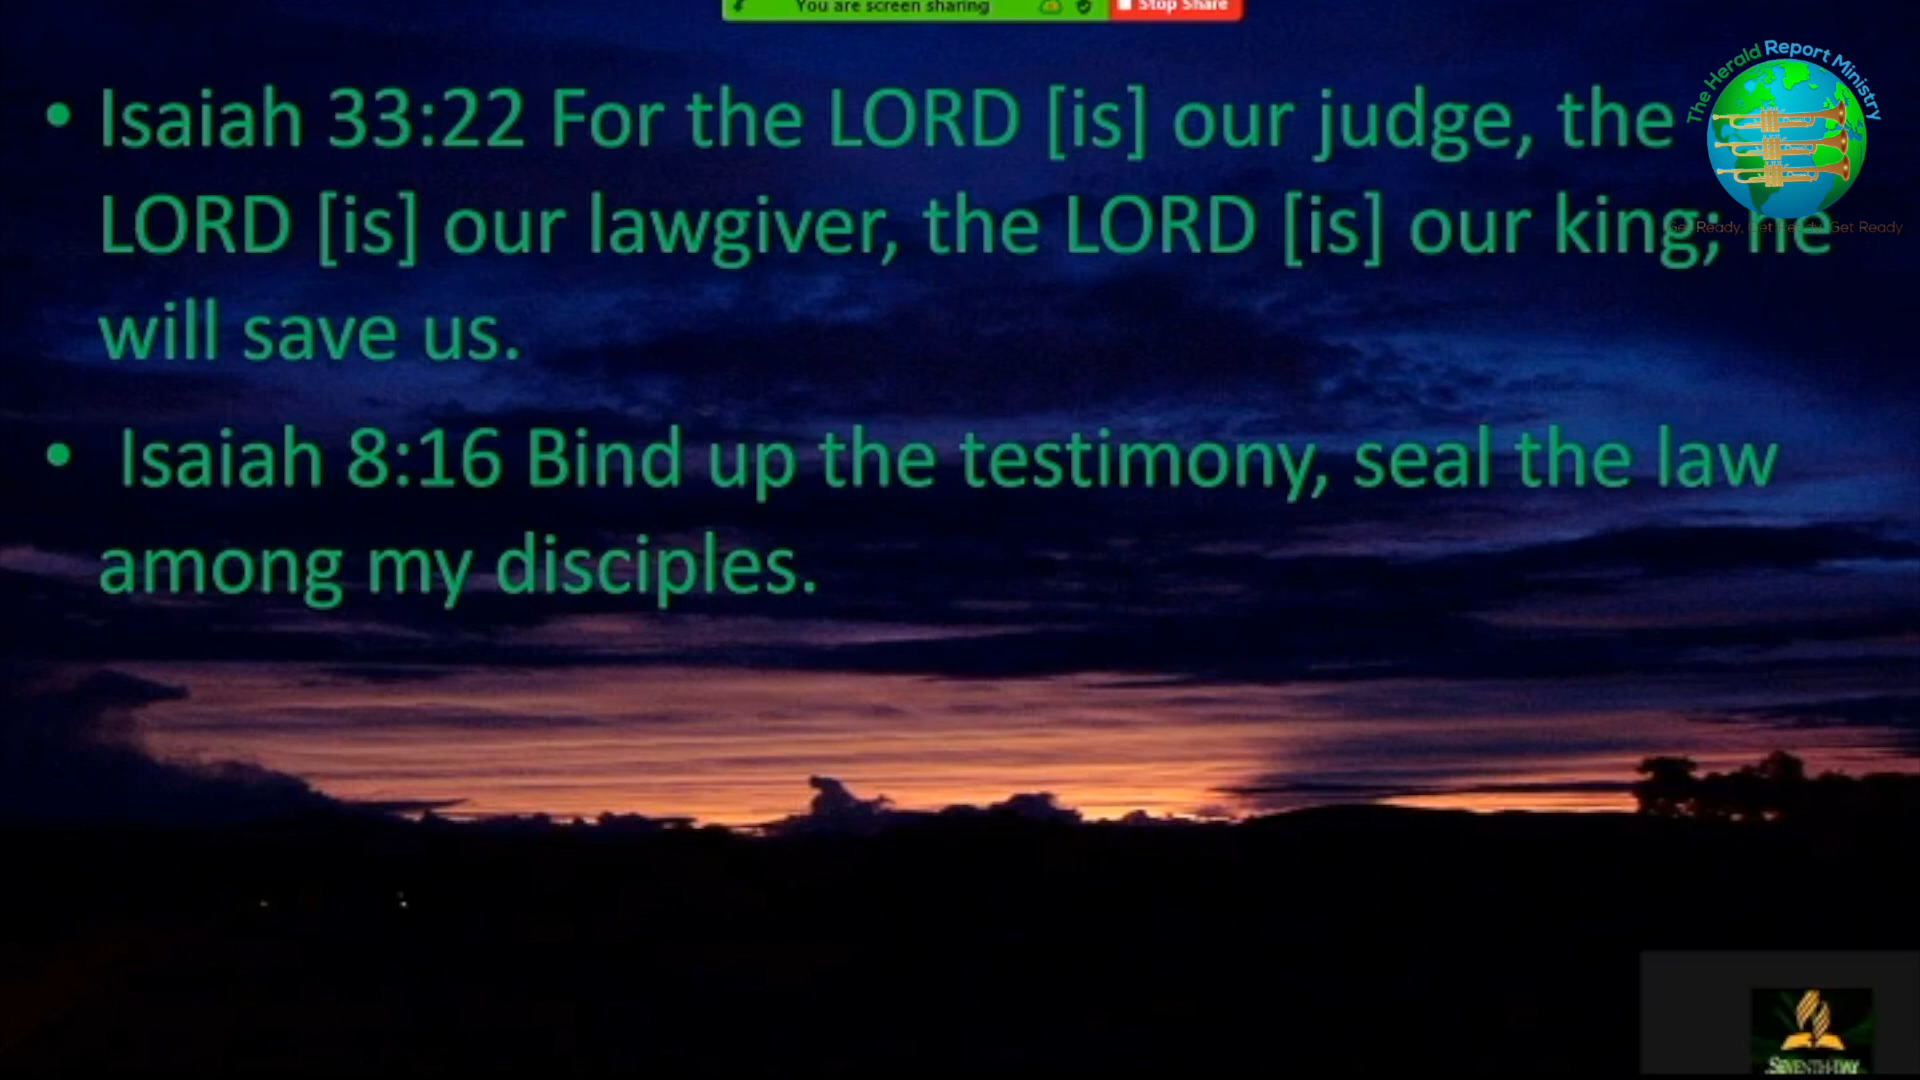 You are screen sharing
Stop Share
The Herald Report Ministry
Get Ready, Get Ready, Get Ready
• Isaiah 33:22 For the LORD [is] our judge, the
LORD [is] our lawgiver, the LORD [is] our king; he
will save us.
• Isaiah 8:16 Bind up the testimony, seal the law
among my disciples.
SEVENTH-DAY